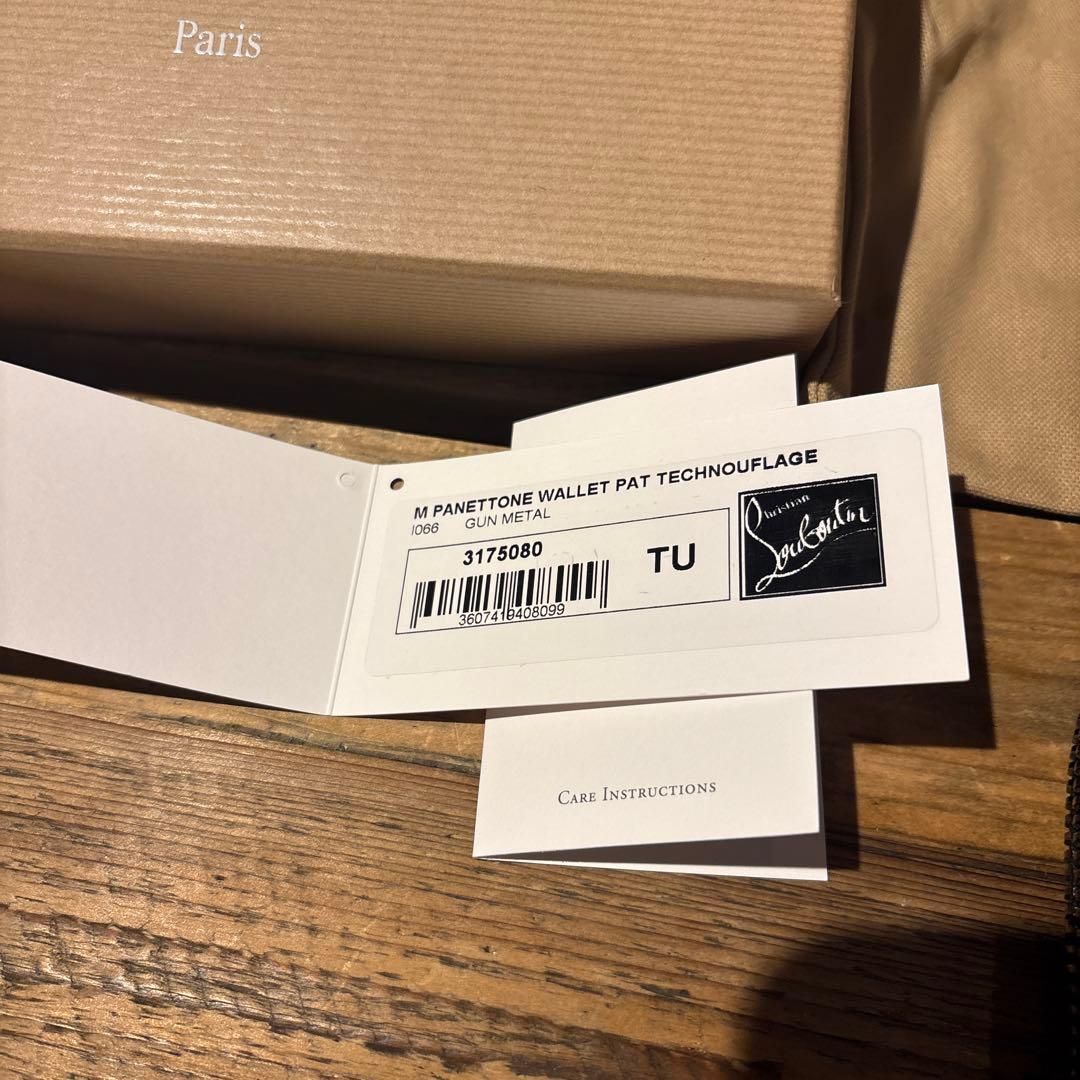 Paris
M PANETTONE WALLET PAT TECHNOUFLAGE
I066 GUN METAL
3175080
TU
3607419408099
Christian
Louboutin
CARE INSTRUCTIONS